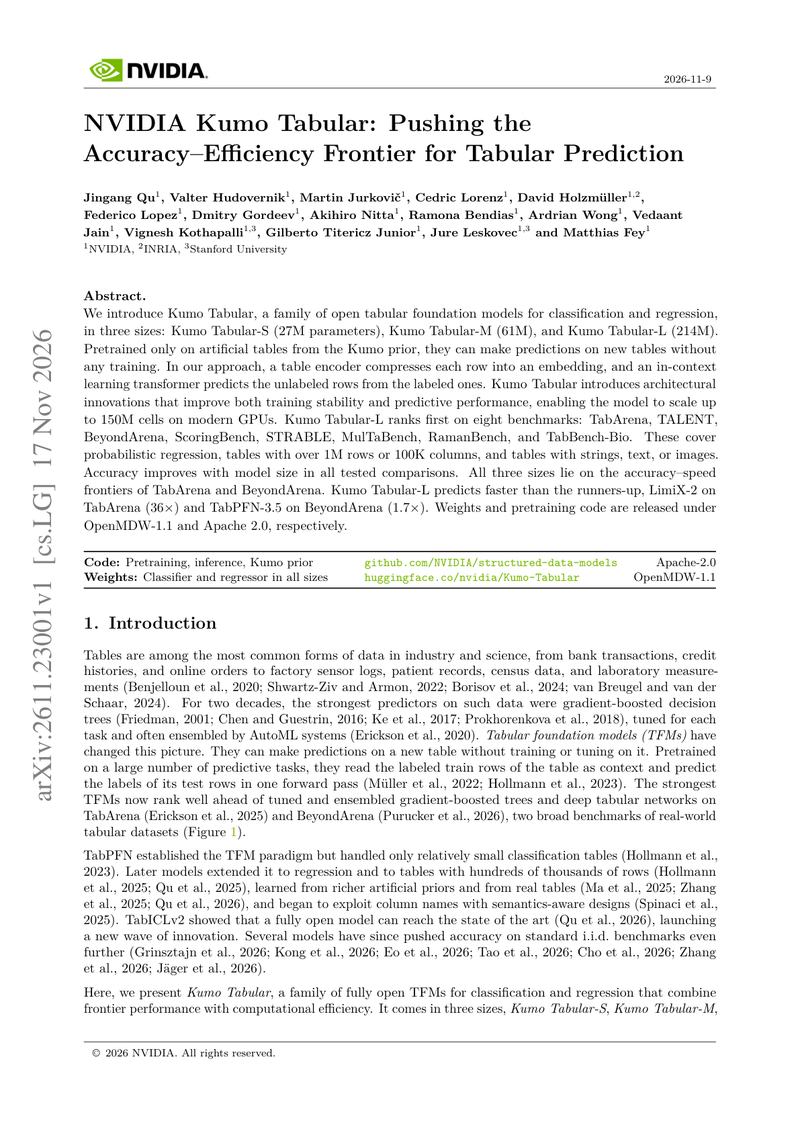 NVIDIA.
2026-11-9
NVIDIA Kumo Tabular: Pushing the
Accuracy–Efficiency Frontier for Tabular Prediction
Jingang Qu1, Valter Hudovernik1, Martin Jurkovič1, Cedric Lorenz1, David Holzmüller1,2,
Federico Lopez1, Dmitry Gordeev1, Akihiro Nitta1, Ramona Bendias1, Ardrian Wong1, Vedaant
Jain1, Vignesh Kothapalli1,3, Gilberto Titericz Junior1, Jure Leskovec1,3 and Matthias Fey1
1NVIDIA, 2INRIA, 3Stanford University
Abstract.
We introduce Kumo Tabular, a family of open tabular foundation models for classification and regression,
in three sizes: Kumo Tabular-S (27M parameters), Kumo Tabular-M (61M), and Kumo Tabular-L (214M).
Pretrained only on artificial tables from the Kumo prior, they can make predictions on new tables without
any training. In our approach, a table encoder compresses each row into an embedding, and an in-context
learning transformer predicts the unlabeled rows from the labeled ones. Kumo Tabular introduces architectural
innovations that improve both training stability and predictive performance, enabling the model to scale up
to 150M cells on modern GPUs. Kumo Tabular-L ranks first on eight benchmarks: TabArena, TALENT,
BeyondArena, ScoringBench, STRABLE, MulTaBench, RamanBench, and TabBench-Bio. These cover
probabilistic regression, tables with over 1M rows or 100K columns, and tables with strings, text, or images.
Accuracy improves with model size in all tested comparisons. All three sizes lie on the accuracy–speed
frontiers of TabArena and BeyondArena. Kumo Tabular-L predicts faster than the runners-up, LimiX-2 on
TabArena (36×) and TabPFN-3.5 on BeyondArena (1.7×). Weights and pretraining code are released under
OpenMDW-1.1 and Apache 2.0, respectively.
Code: Pretraining, inference, Kumo prior github.com/NVIDIA/structured-data-models Apache-2.0
Weights: Classifier and regressor in all sizes huggingface.co/nvidia/Kumo-Tabular OpenMDW-1.1
1. Introduction
Tables are among the most common forms of data in industry and science, from bank transactions, credit
histories, and online orders to factory sensor logs, patient records, census data, and laboratory measure-
ments (Benjelloun et al., 2020; Shwartz-Ziv and Armon, 2022; Borisov et al., 2024; van Breugel and van der
Schaar, 2024). For two decades, the strongest predictors on such data were gradient-boosted decision
trees (Friedman, 2001; Chen and Guestrin, 2016; Ke et al., 2017; Prokhorenkova et al., 2018), tuned for each
task and often ensembled by AutoML systems (Erickson et al., 2020). Tabular foundation models (TFMs) have
changed this picture. They can make predictions on a new table without training or tuning on it. Pretrained
on a large number of predictive tasks, they read the labeled train rows of the table as context and predict
the labels of its test rows in one forward pass (Müller et al., 2022; Hollmann et al., 2023). The strongest
TFMs now rank well ahead of tuned and ensembled gradient-boosted trees and deep tabular networks on
TabArena (Erickson et al., 2025) and BeyondArena (Purucker et al., 2026), two broad benchmarks of real-world
tabular datasets (Figure 1).
TabPFN established the TFM paradigm but handled only relatively small classification tables (Hollmann et al.,
2023). Later models extended it to regression and to tables with hundreds of thousands of rows (Hollmann
et al., 2025; Qu et al., 2025), learned from richer artificial priors and from real tables (Ma et al., 2025; Zhang
et al., 2025; Qu et al., 2026), and began to exploit column names with semantics-aware designs (Spinaci et al.,
2025). TabICLv2 showed that a fully open model can reach the state of the art (Qu et al., 2026), launching
a new wave of innovation. Several models have since pushed accuracy on standard i.i.d. benchmarks even
further (Grinsztajn et al., 2026; Kong et al., 2026; Eo et al., 2026; Tao et al., 2026; Cho et al., 2026; Zhang
et al., 2026; Jäger et al., 2026).
Here, we present Kumo Tabular, a family of fully open TFMs for classification and regression that combine
frontier performance with computational efficiency. It comes in three sizes, Kumo Tabular-S, Kumo Tabular-M,
© 2026 NVIDIA. All rights reserved.
arXiv:2611.23001v1 [cs.LG] 17 Nov 2026